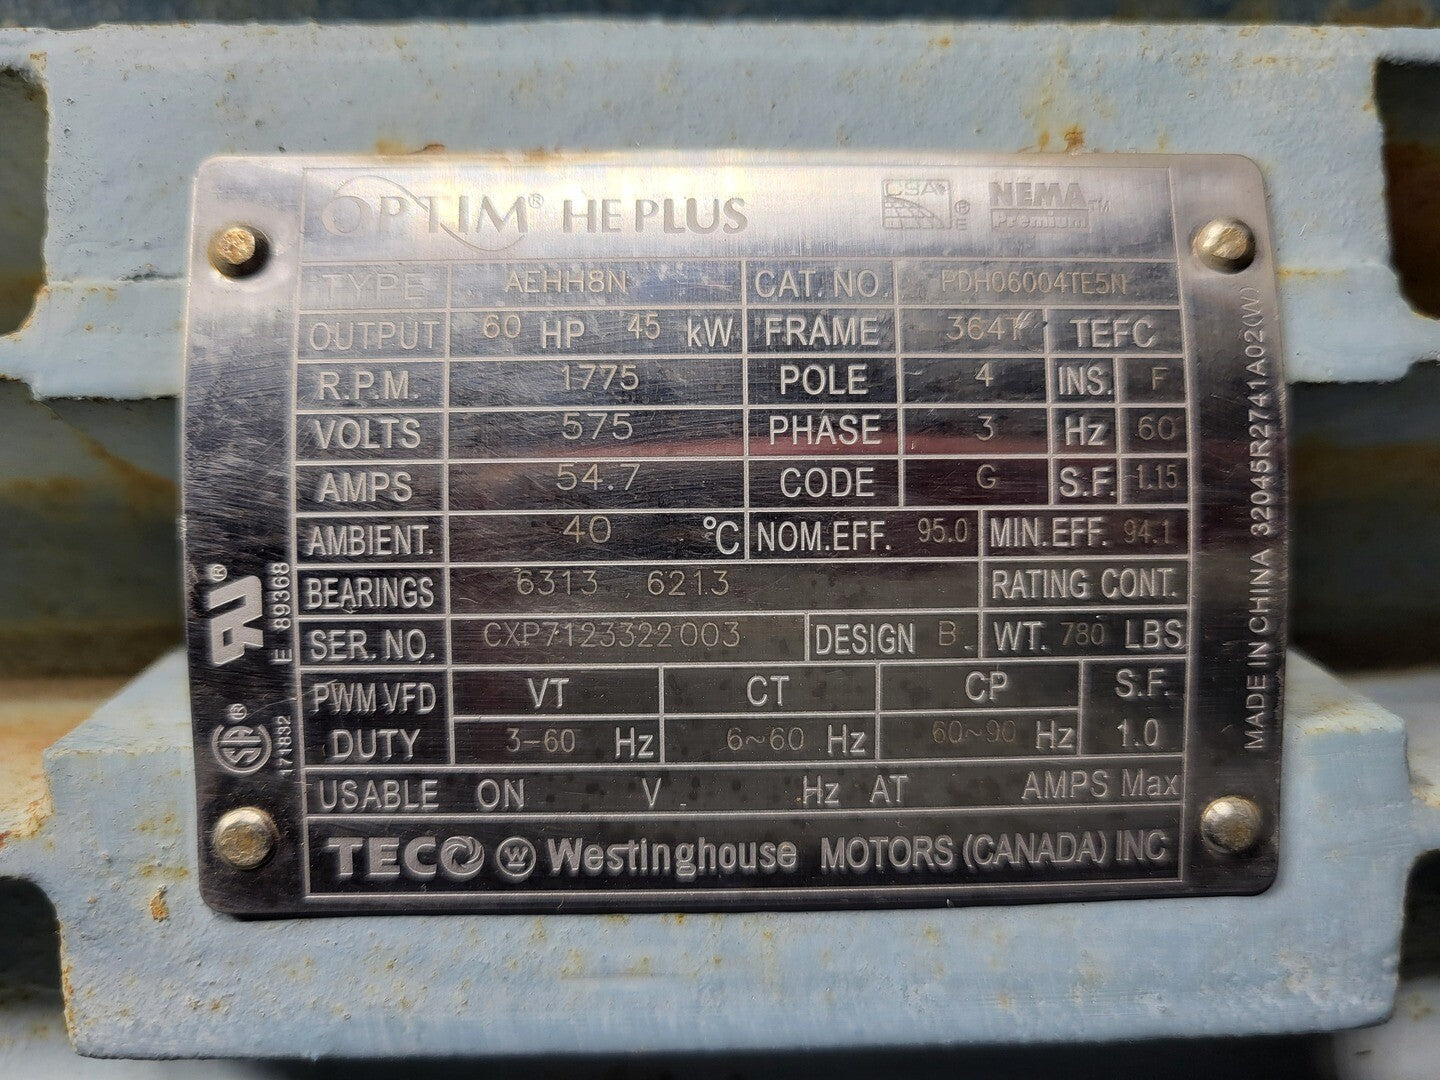 OPTIM® HE PLUS CSA ® E NEMA ™ Premium
TYPE AEHH8N CAT. NO. PDH06004TE5N
OUTPUT 60 HP 45 kW FRAME 364T TEFC
R.P.M. 1775 POLE 4 INS. F
VOLTS 575 PHASE 3 Hz 60
AMPS 54.7 CODE G S.F. 1.15
AMBIENT. 40 °C NOM.EFF. 95.0 MIN.EFF. 94.1
BEARINGS 6313 6213 RATING CONT.
SER. NO. CXP7123322003 DESIGN B WT. 780 LBS
PWM VFD VT CT CP S.F.
DUTY 3-60 Hz 6~60 Hz 60~90 Hz 1.0
USABLE ON V Hz AT AMPS Max
TECO W Westinghouse MOTORS (CANADA) INC
RU® E. 89368
SA® 171832
MADE IN CHINA 32045R2741A02(W)